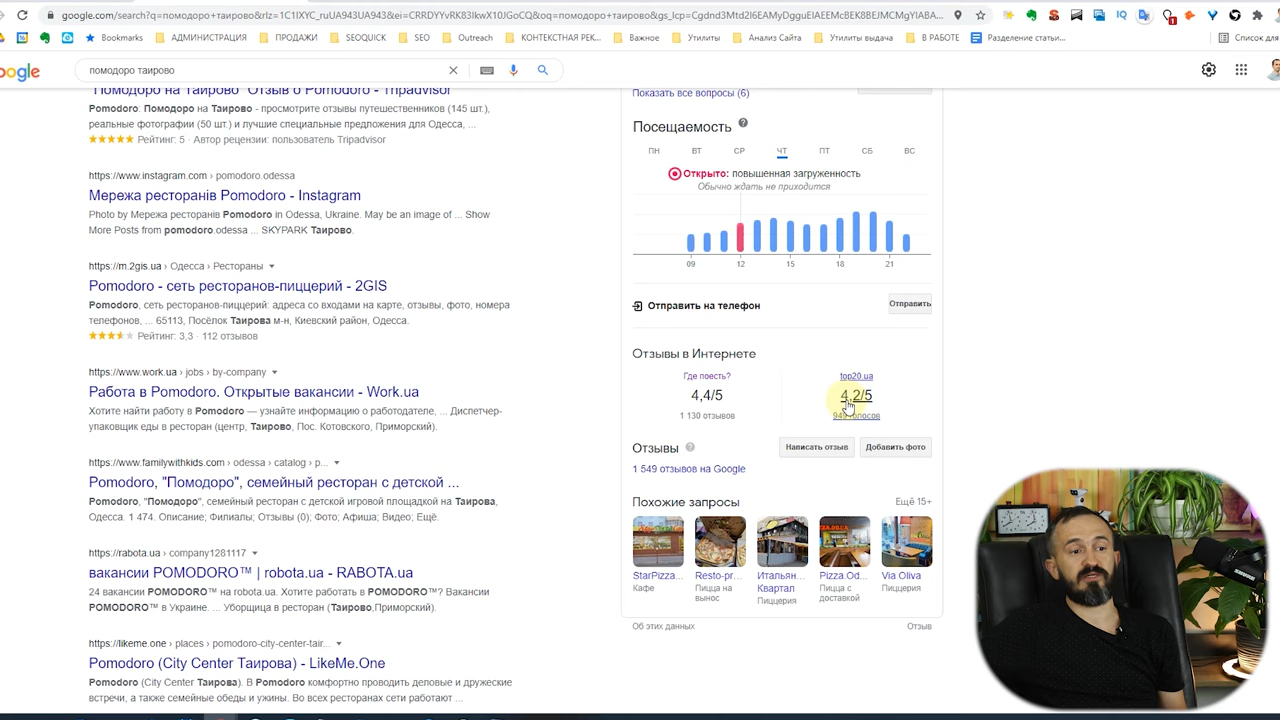 google.com/search?q=помодоро+таирово&rlz=1C1IXYC_ruUA943UA943&ei=CRRDYYvRK83IkwX10JGoCQ&oq=помодоро+таирово&gs_lcp=
Bookmarks АДМИНИСТРАЦИЯ ПРОДАЖИ SEOQUICK SEO Outreach КОНТЕКСТНАЯ РЕК... Важное Утилиты Анализ Сайта Утилиты выдача В РАБОТЕ Разделение статьи... Список для
oogle помодоро таирово
"Помодоро на Таирово" Отзыв о Pomodoro - Tripadvisor
Pomodoro: Помодоро на Таирово - просмотрите отзывы путешественников (145 шт.),
реальные фотографии (50 шт.) и лучшие специальные предложения для Одесса, ...
Рейтинг: 5 · Автор рецензии: пользователь Tripadvisor
https://www.instagram.com › pomodoro.odessa
Мережа ресторанів Pomodoro - Instagram
Photo by Мережа ресторанів Pomodoro in Odessa, Ukraine. May be an image of ... Show
More Posts from pomodoro.odessa ... SKYPARK Таирово.
https://m.2gis.ua › Одесса › Рестораны
Pomodoro - сеть ресторанов-пиццерий - 2GIS
Pomodoro, сеть ресторанов-пиццерий: адреса со входами на карте, отзывы, фото, номера
телефонов, ... 65113, Посёлок Таирова м-н, Киевский район, Одесса.
Рейтинг: 3,3 · 112 отзывов
https://www.work.ua › jobs › by-company
Работа в Pomodoro. Открытые вакансии - Work.ua
Хотите найти работу в Pomodoro — узнайте информацию о работодателе, ... Диспетчер-
упаковщик еды в ресторан (центр, Таирово, Пос. Котовского, Приморский).
https://www.familywithkids.com › odessa › catalog › p...
Pomodoro, "Помодоро", семейный ресторан с детской ...
Pomodoro, "Помодоро", семейный ресторан с детской игровой площадкой на Таирова,
Одесса. 1 474. Описание; Филиалы; Отзывы (0); Фото; Афиша; Видео; Ещё.
https://rabota.ua › company1281117
вакансии POMODORO™ | robota.ua - RABOTA.UA
24 вакансия POMODORO™ на robota.ua. Хотите работать в POMODORO™? Вакансии
POMODORO™ в Украине. ... Уборщица в ресторан (Таирово,Приморский).
https://likeme.one › places › pomodoro-city-center-tair...
Pomodoro (City Center Таирова) - LikeMe.One
Pomodoro (City Center Таирова). В Pomodoro комфортно проводить деловые и дружеские
встречи, а также семейные обеды и ужины. Во всех ресторанах сети работают ...
Показать все вопросы (6)
Посещаемость
ПН ВТ СР ЧТ ПТ СБ ВС
Открыто: повышенная загруженность
Обычно ждать не приходится
09 12 15 18 21
Отправить на телефон Отправить
Отзывы в Интернете
Где поесть? top20.ua
4,4/5 4,2/5
1 130 отзывов 949 голосов
Отзывы Написать отзыв Добавить фото
1 549 отзывов на Google
Похожие запросы Ещё 15+
StarPizza... Resto-pr... Итальян... Pizza.Od... Via Oliva
Кафе Пицца на Квартал Пицца с Пиццерия
вынос Пиццерия доставкой
Об этих данных Отзыв